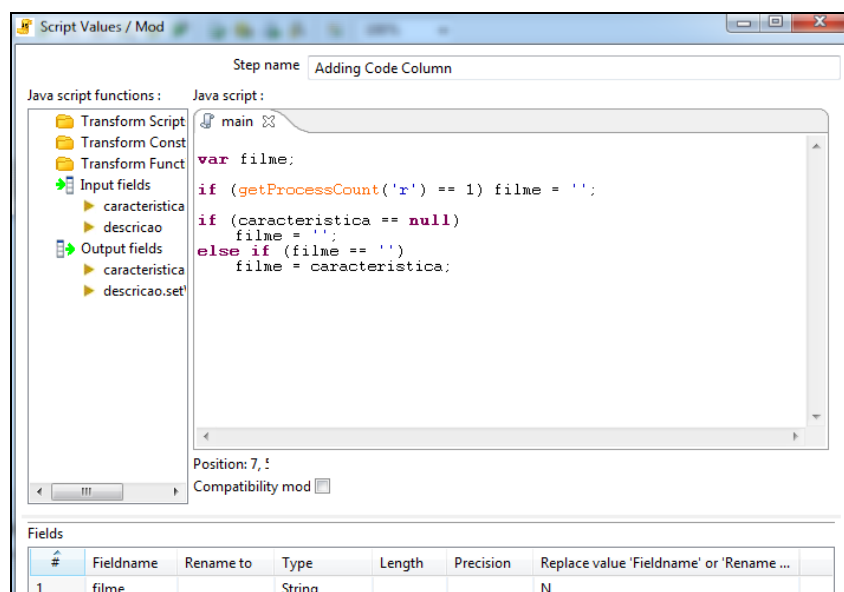 Script Values / Mod
Step name Adding Code Column
Java script functions : Java script :
Transform Script
Transform Const
Transform Funct
Input fields
caracteristica
descricao
Output fields
caracteristica
descricao.set
main
var filme;
if (getProcessCount('r') == 1) filme = '';
if (caracteristica == null)
filme = '';
else if (filme == '')
filme = caracteristica;
Position: 7,
Compatibility mod
Fields
# Fieldname Rename to Type Length Precision Replace value 'Fieldname' or 'Rename ...
1 filme String N